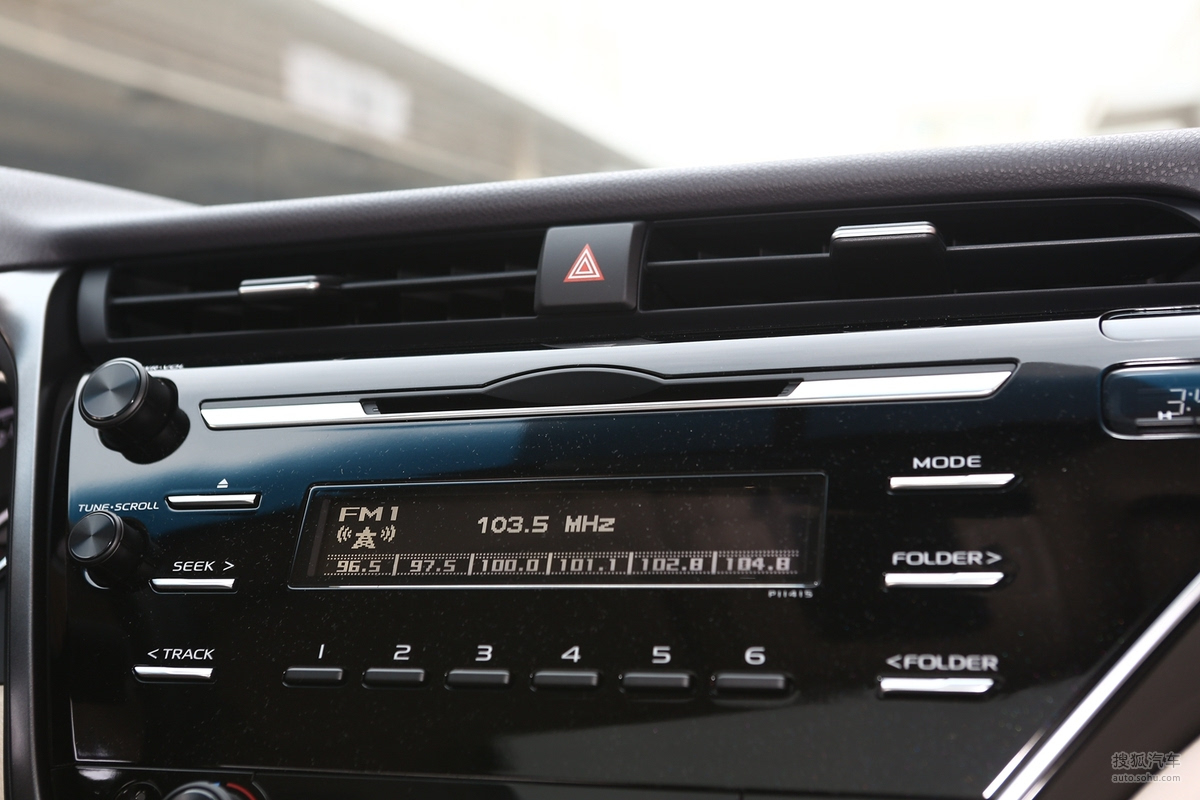 MODE
TUNE•SCROLL
FM1
103.5 MHz
96.5 97.5 100.0 101.1 102.8 104.8
P11415
SEEK >
FOLDER>
< TRACK
1 2 3 4 5 6
<FOLDER
搜狐汽车
auto.sohu.com